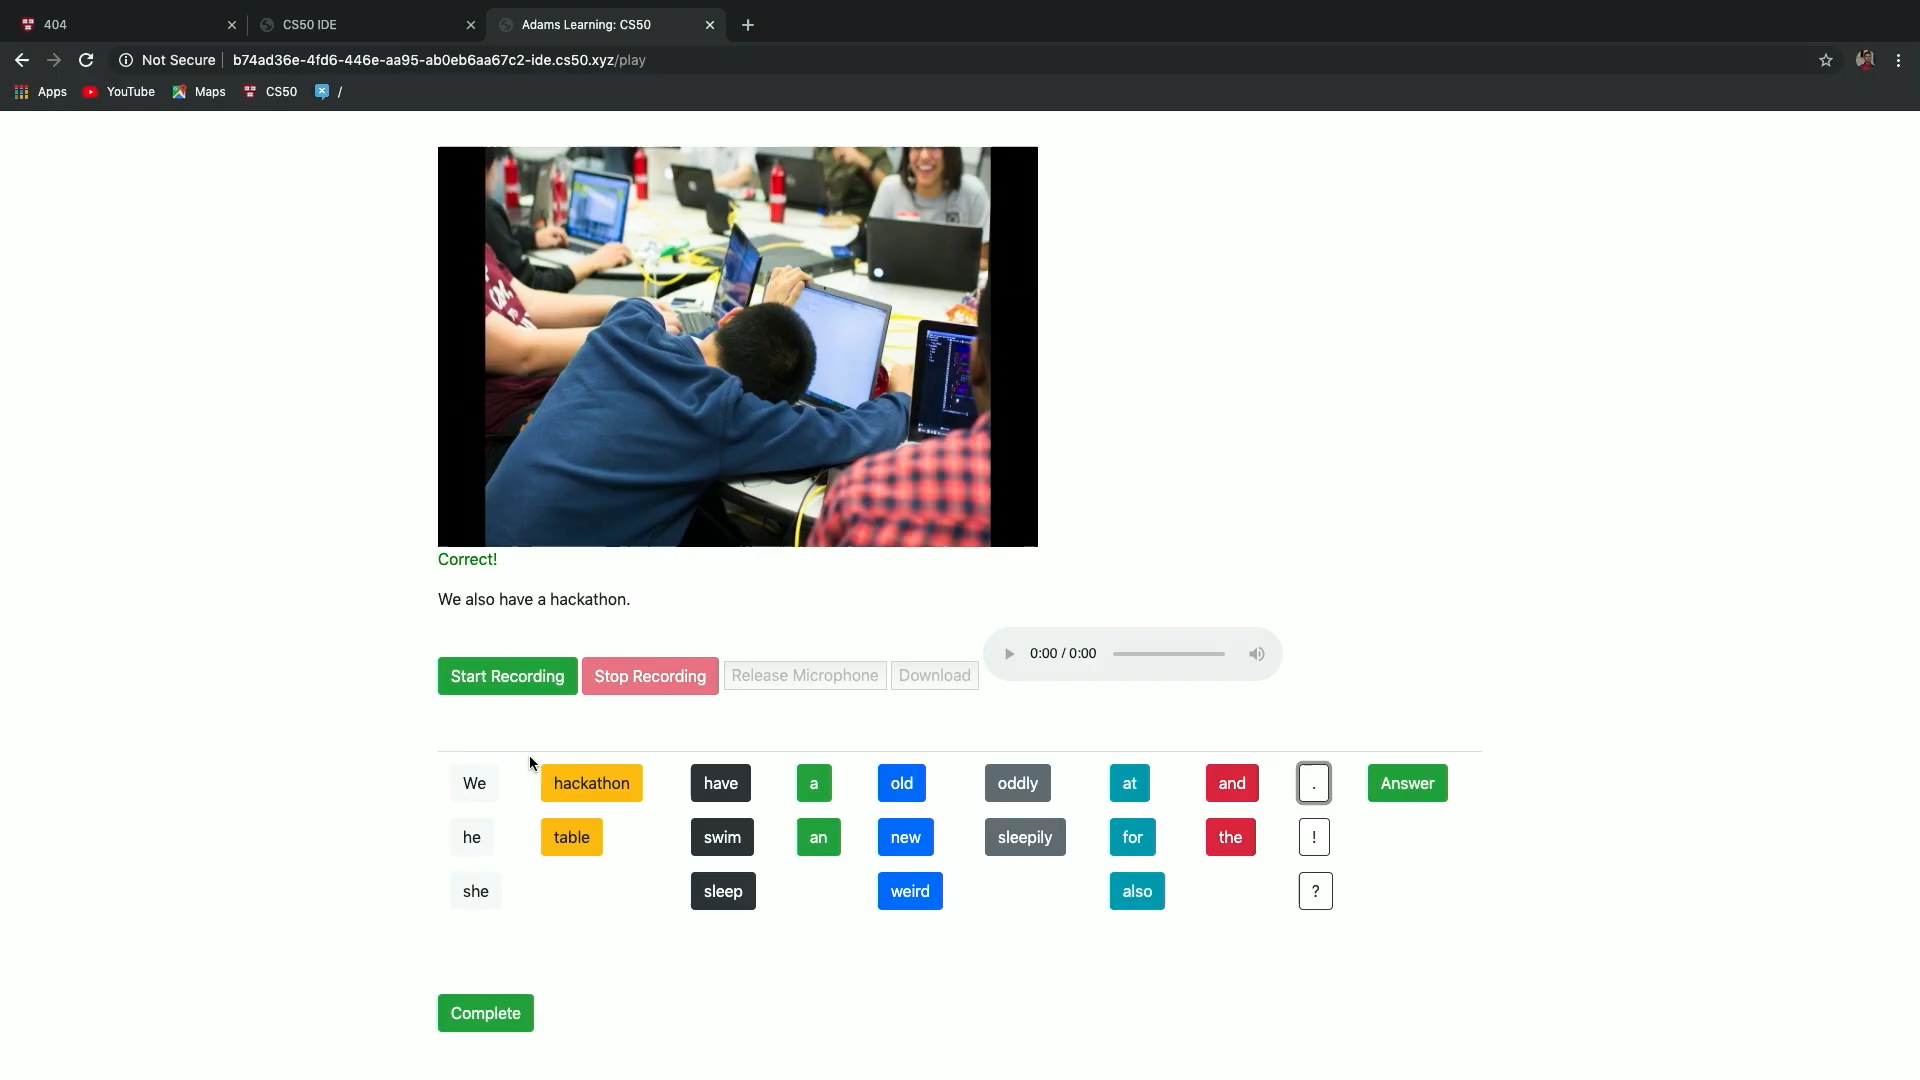 404
CS50 IDE
Adams Learning: CS50
Not Secure
b74ad36e-4fd6-446e-aa95-ab0eb6aa67c2-ide.cs50.xyz/play
Apps YouTube Maps CS50 /
Correct!
We also have a hackathon.
Start Recording Stop Recording Release Microphone Download 0:00 / 0:00
We hackathon have a old oddly at and . Answer
he table swim an new sleepily for the !
she sleep weird also ?
Complete